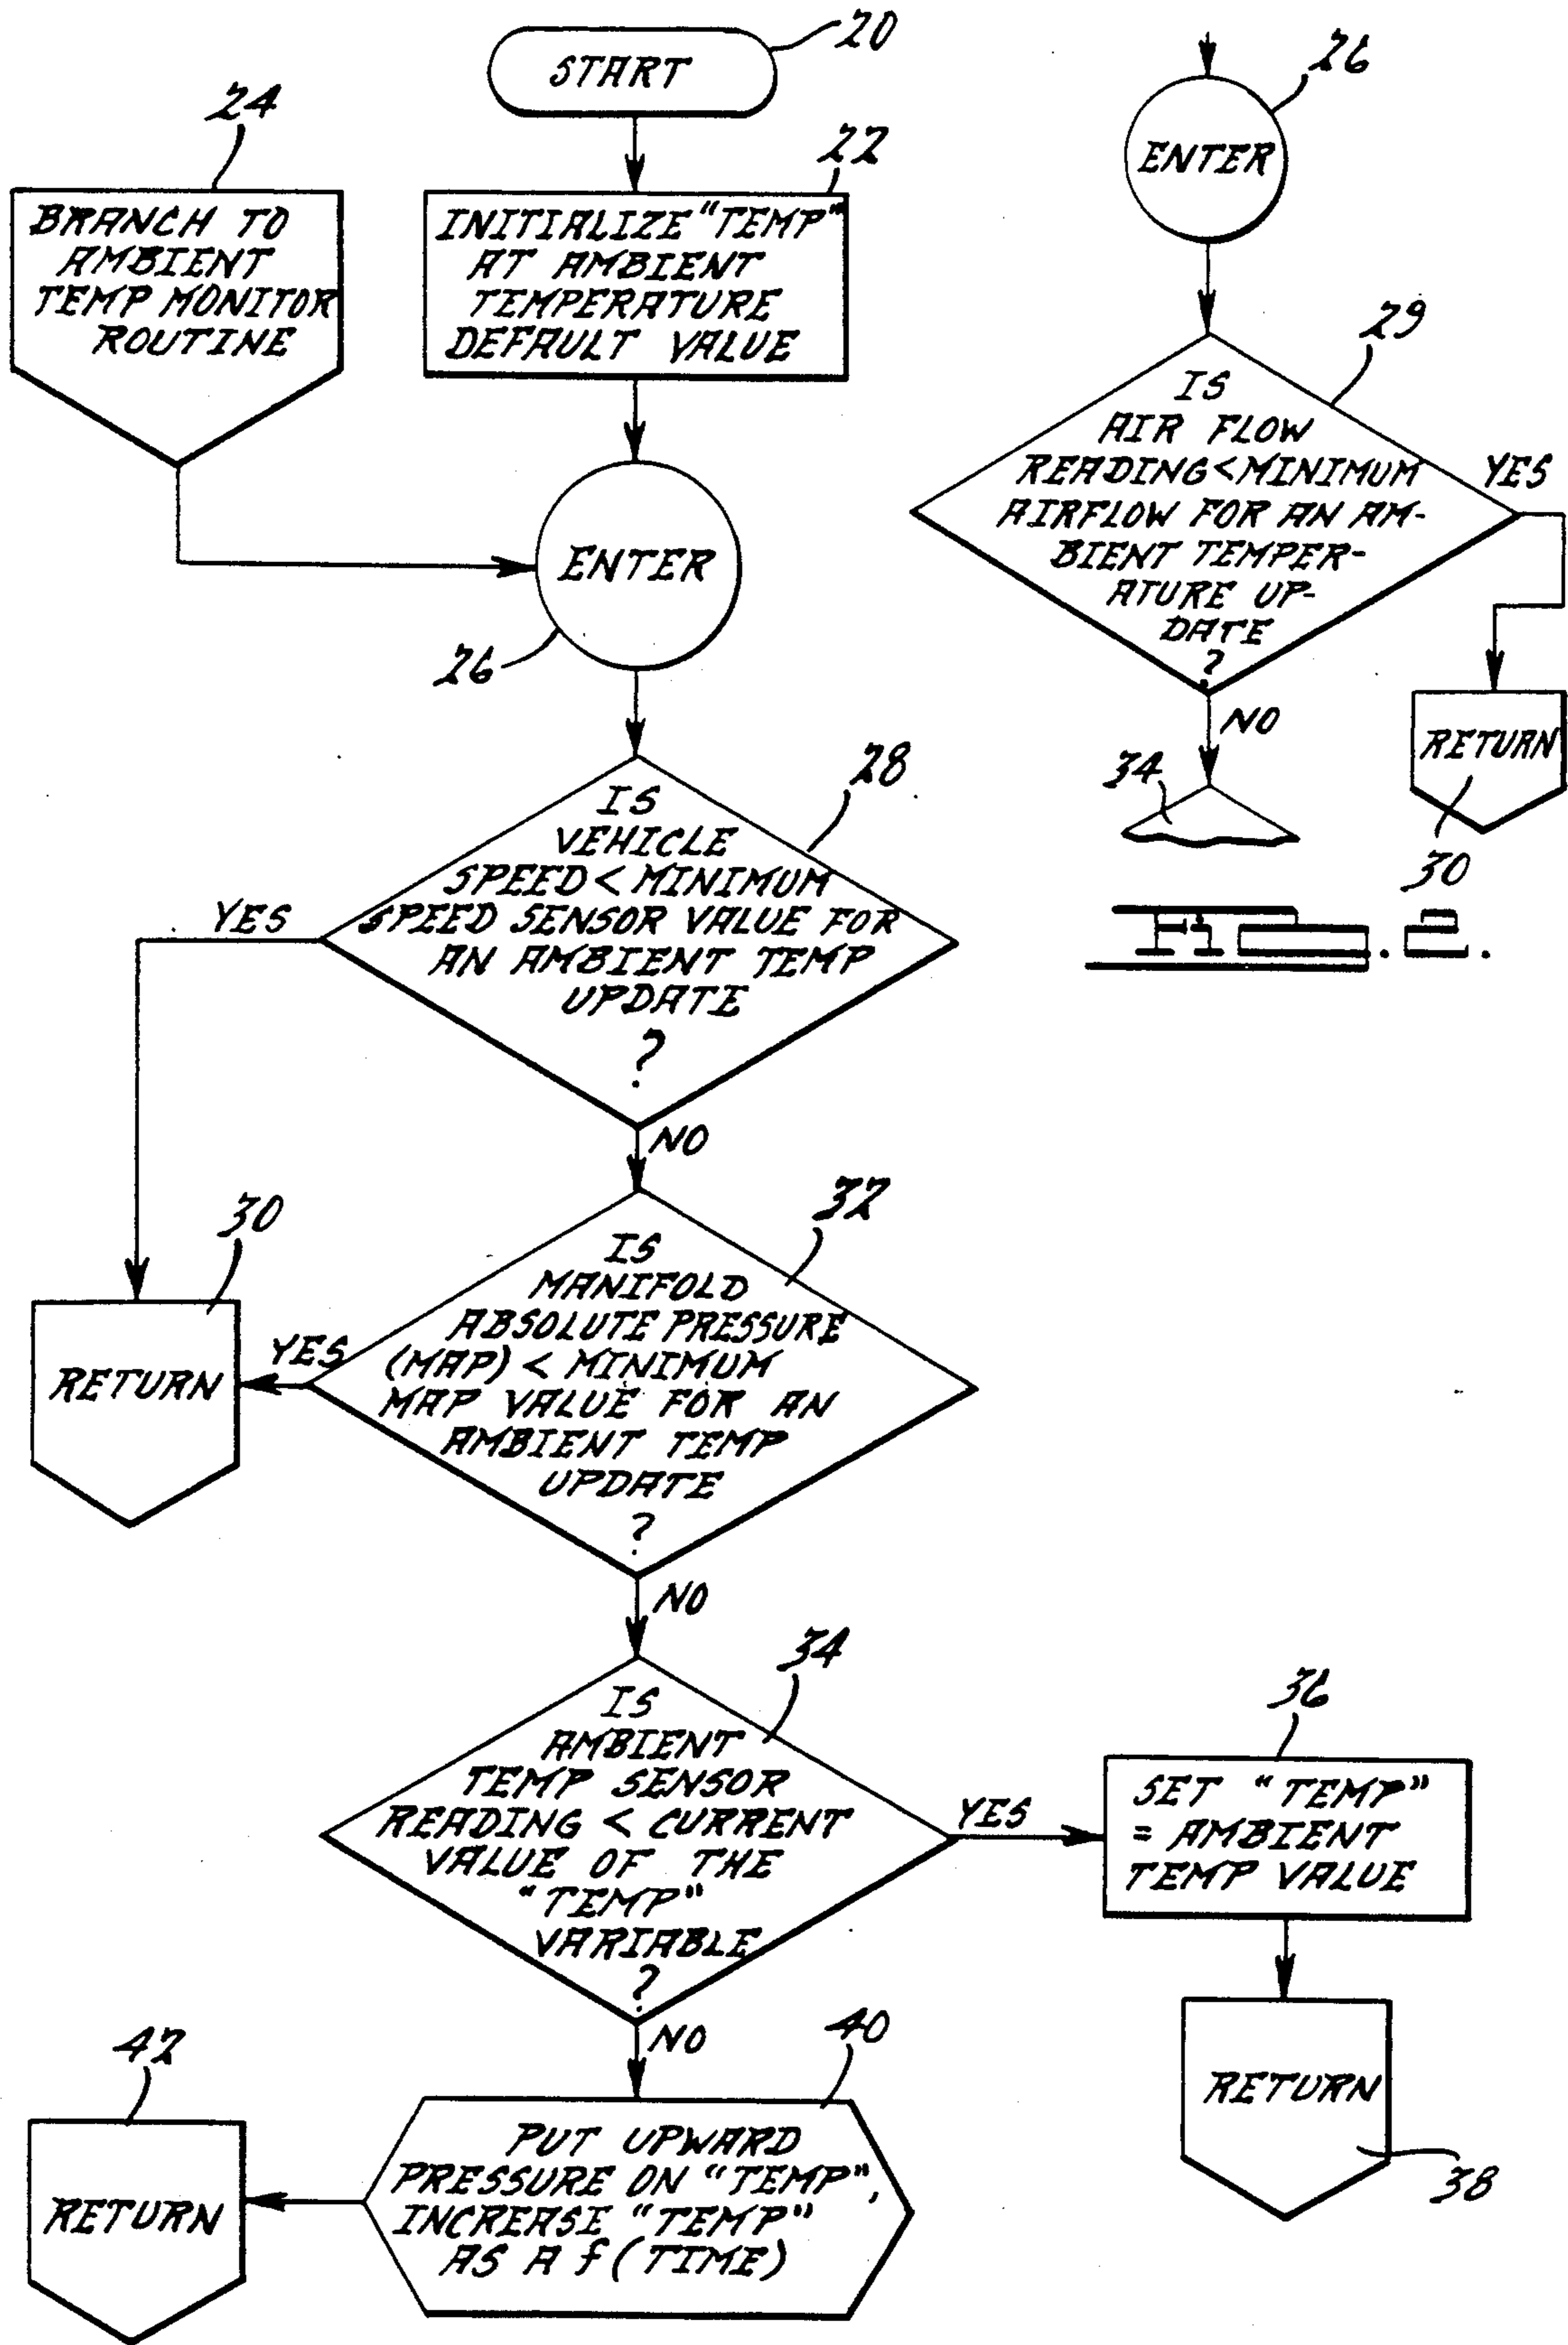 20
START
24
BRANCH TO
AMBIENT
TEMP MONITOR
ROUTINE
22
INITIALIZE "TEMP"
AT AMBIENT
TEMPERATURE
DEFAULT VALUE
ENTER
26
28
IS
VEHICLE
SPEED < MINIMUM
SPEED SENSOR VALUE FOR
AN AMBIENT TEMP
UPDATE
?
YES
NO
30
RETURN
32
IS
MANIFOLD
ABSOLUTE PRESSURE
(MAP) < MINIMUM
MAP VALUE FOR AN
AMBIENT TEMP
UPDATE
?
YES
NO
34
IS
AMBIENT
TEMP SENSOR
READING < CURRENT
VALUE OF THE
"TEMP"
VARIABLE
?
YES
NO
36
SET "TEMP"
= AMBIENT
TEMP VALUE
RETURN
38
40
PUT UPWARD
PRESSURE ON "TEMP",
INCREASE "TEMP"
AS A f (TIME)
42
RETURN
26
ENTER
29
IS
AIR FLOW
READING < MINIMUM
AIRFLOW FOR AN AM-
BIENT TEMPER-
ATURE UP-
DATE
?
YES
NO
34
RETURN
30
Fig. 2.